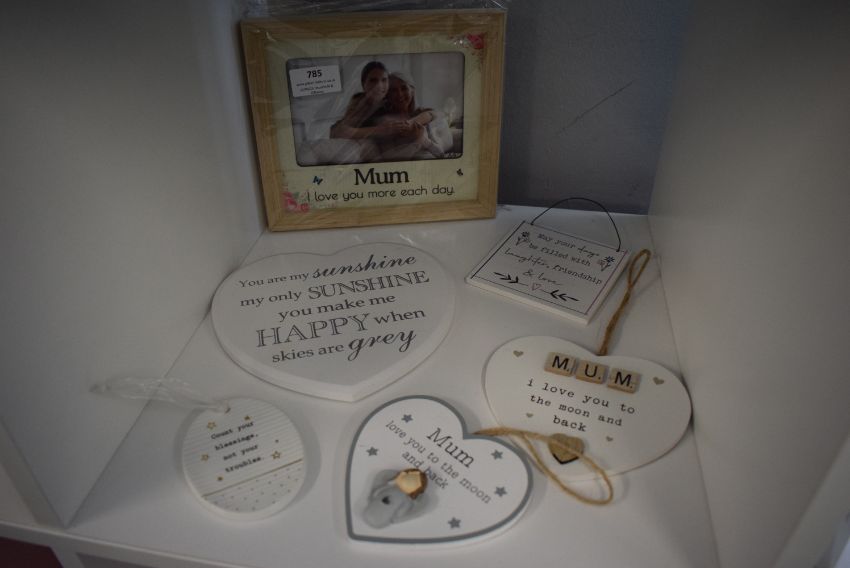 785
Mum
I love you more each day.
May your days
be filled with
laughter, friendship
& love
You are my sunshine
my only SUNSHINE
you make me
HAPPY when
skies are grey
M U M
i love you to
the moon and
back
Count your
blessings,
not your
troubles.
Mum
love you to the moon
and back